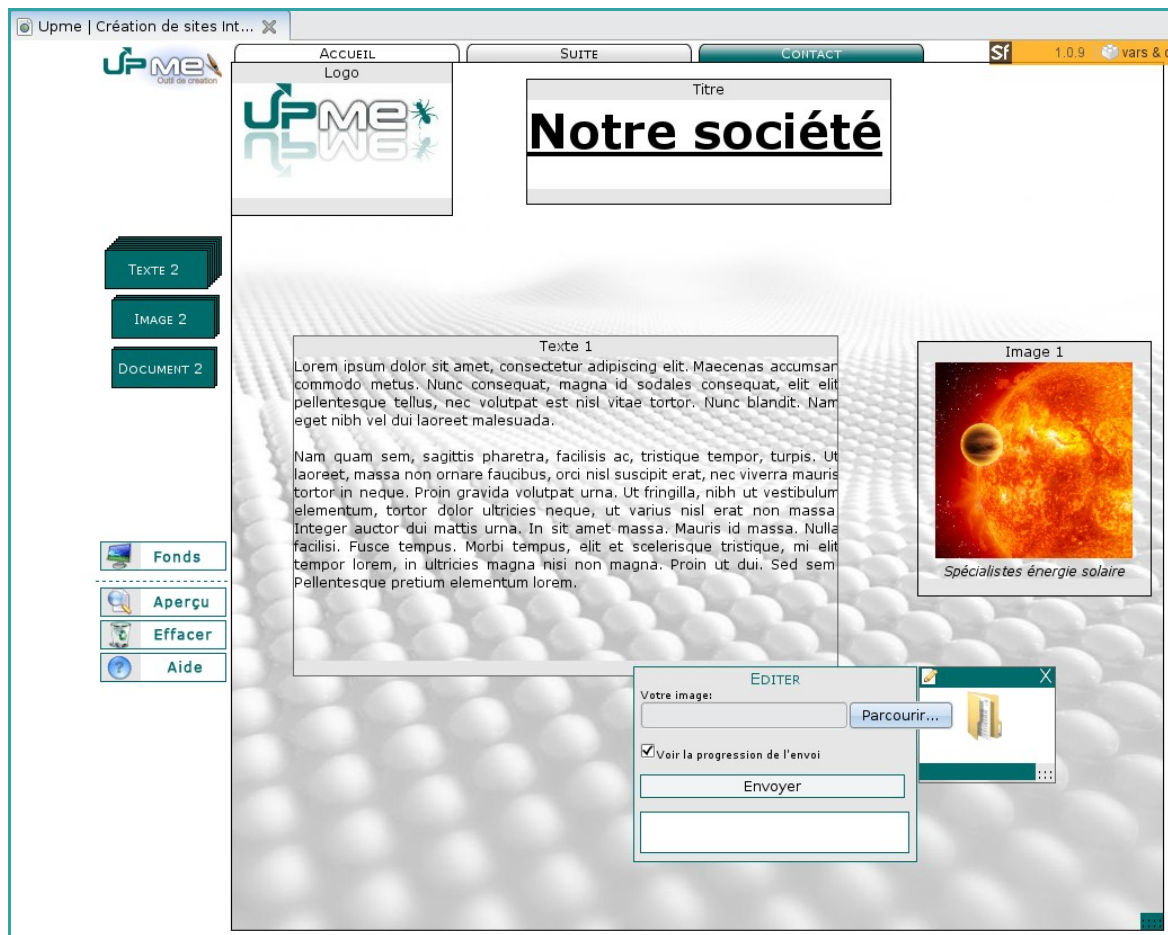 Upme | Création de sites Int...
UPMe
Outil de creation
ACCUEIL
SUITE
CONTACT
Sf 1.0.9 vars &
Logo
UPMe
Titre
Notre société
TEXTE 2
IMAGE 2
DOCUMENT 2
Texte 1
Lorem ipsum dolor sit amet, consectetur adipiscing elit. Maecenas accumsan
commodo metus. Nunc consequat, magna id sodales consequat, elit elit
pellentesque tellus, nec volutpat est nisl vitae tortor. Nunc blandit. Nam
eget nibh vel dui laoreet malesuada.
Nam quam sem, sagittis pharetra, facilisis ac, tristique tempor, turpis. Ut
laoreet, massa non ornare faucibus, orci nisl suscipit erat, nec viverra mauris
tortor in neque. Proin gravida volutpat urna. Ut fringilla, nibh ut vestibulum
elementum, tortor dolor ultricies neque, ut varius nisl erat non massa
Integer auctor dui mattis urna. In sit amet massa. Mauris id massa. Nulla
facilisi. Fusce tempus. Morbi tempus, elit et scelerisque tristique, mi elit
tempor lorem, in ultricies magna nisi non magna. Proin ut dui. Sed sem
Pellentesque pretium elementum lorem.
Image 1
Spécialistes énergie solaire
Fonds
Aperçu
Effacer
Aide
EDITER
Votre image:
Parcourir...
Voir la progression de l'envoi
Envoyer
X